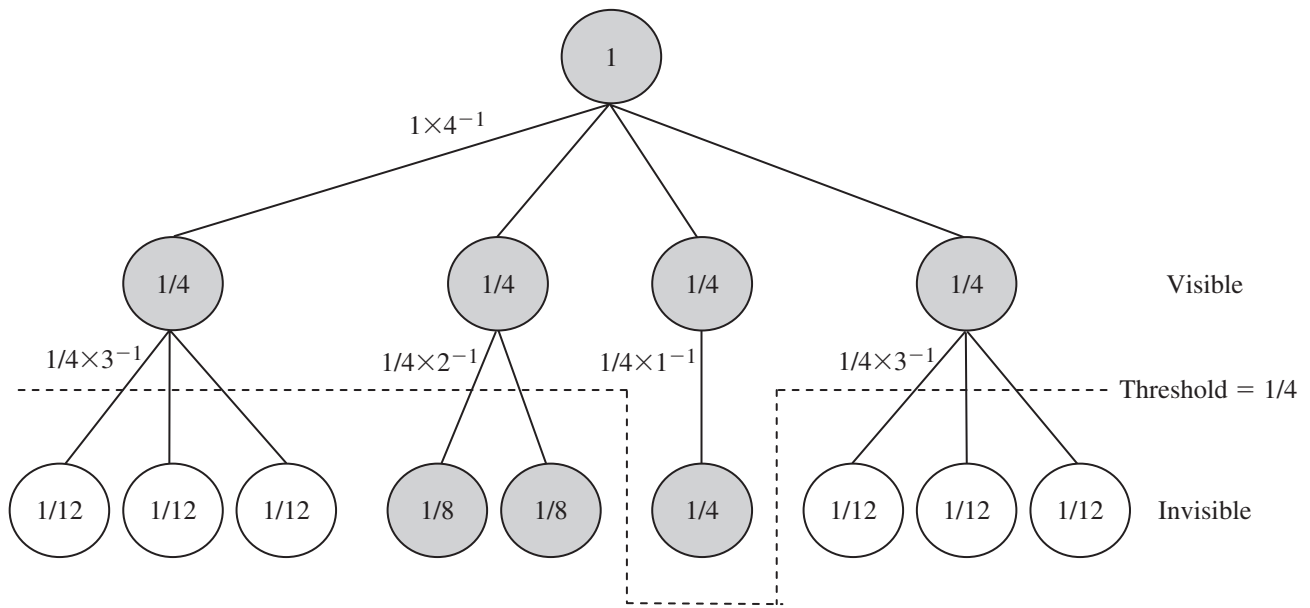 1
1×4⁻¹
1/4 1/4 1/4 1/4 Visible
1/4×3⁻¹ 1/4×2⁻¹ 1/4×1⁻¹ 1/4×3⁻¹
Threshold = 1/4
1/12 1/12 1/12 1/8 1/8 1/4 1/12 1/12 1/12 Invisible